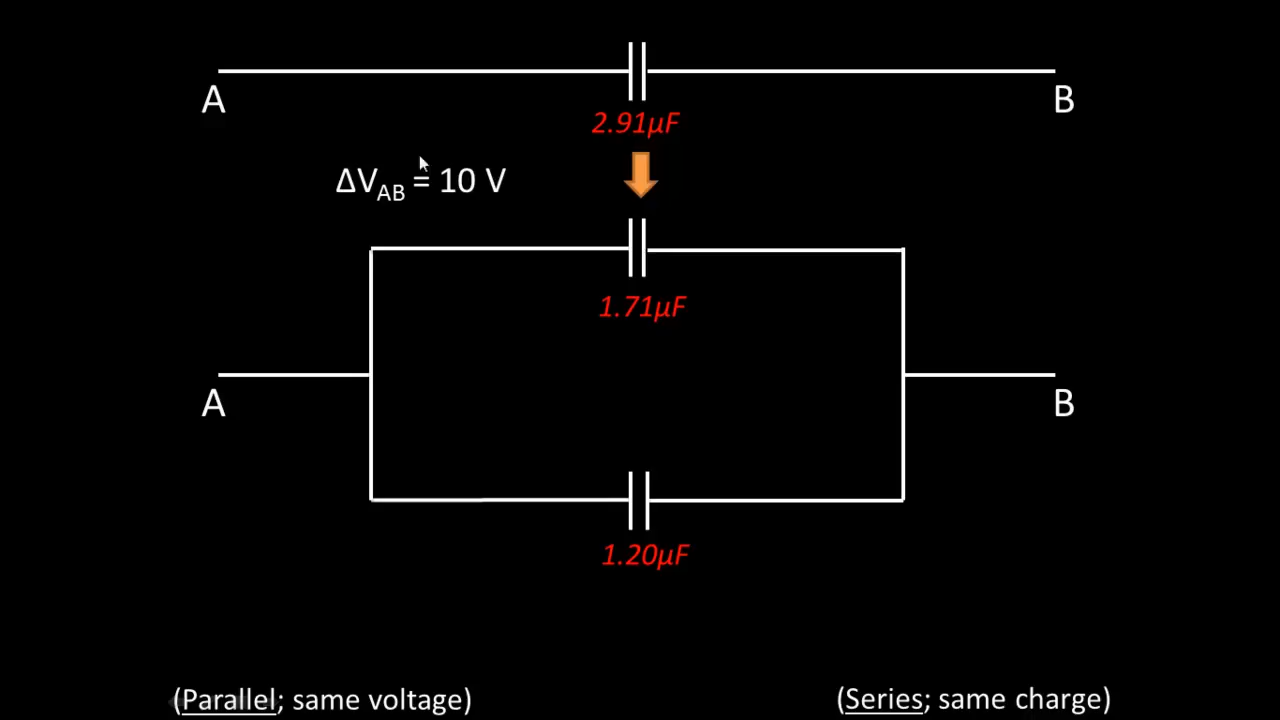 A
B
2.91μF
ΔVAB = 10 V
1.71μF
A
B
1.20μF
(Parallel; same voltage)
(Series; same charge)